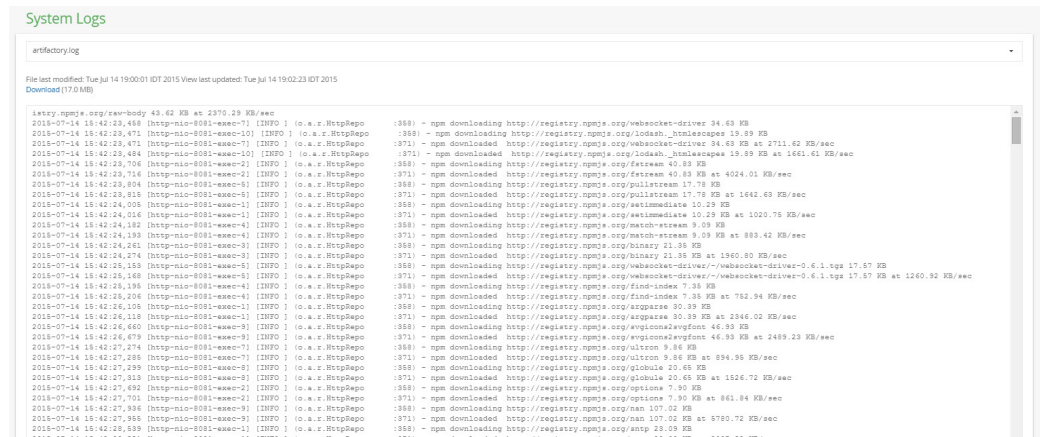 System Logs
artifactory.log
File last modified: Tue Jul 14 19:00:01 IDT 2015 View last updated: Tue Jul 14 19:02:23 IDT 2015
Download (17.0 MB)
istry.npmjs.org/raw-body 43.62 KB at 2370.29 KB/sec
2015-07-14 15:42:23,458 [http-nio-8081-exec-7] [INFO ] (o.a.r.HttpRepo :358) - npm downloading http://registry.npmjs.org/websocket-driver 34.63 KB
2015-07-14 15:42:23,471 [http-nio-8081-exec-10] [INFO ] (o.a.r.HttpRepo :358) - npm downloading http://registry.npmjs.org/lodash._htmlescapes 19.89 KB
2015-07-14 15:42:23,471 [http-nio-8081-exec-7] [INFO ] (o.a.r.HttpRepo :371) - npm downloaded http://registry.npmjs.org/websocket-driver 34.63 KB at 2711.62 KB/sec
2015-07-14 15:42:23,484 [http-nio-8081-exec-10] [INFO ] (o.a.r.HttpRepo :371) - npm downloaded http://registry.npmjs.org/lodash._htmlescapes 19.89 KB at 1661.61 KB/sec
2015-07-14 15:42:23,706 [http-nio-8081-exec-2] [INFO ] (o.a.r.HttpRepo :358) - npm downloading http://registry.npmjs.org/fstream 40.83 KB
2015-07-14 15:42:23,716 [http-nio-8081-exec-2] [INFO ] (o.a.r.HttpRepo :371) - npm downloaded http://registry.npmjs.org/fstream 40.83 KB at 4024.01 KB/sec
2015-07-14 15:42:23,804 [http-nio-8081-exec-5] [INFO ] (o.a.r.HttpRepo :358) - npm downloading http://registry.npmjs.org/pullstream 17.78 KB
2015-07-14 15:42:23,815 [http-nio-8081-exec-5] [INFO ] (o.a.r.HttpRepo :371) - npm downloaded http://registry.npmjs.org/pullstream 17.78 KB at 1642.63 KB/sec
2015-07-14 15:42:24,005 [http-nio-8081-exec-1] [INFO ] (o.a.r.HttpRepo :358) - npm downloading http://registry.npmjs.org/setimmediate 10.29 KB
2015-07-14 15:42:24,016 [http-nio-8081-exec-1] [INFO ] (o.a.r.HttpRepo :371) - npm downloaded http://registry.npmjs.org/setimmediate 10.29 KB at 1020.75 KB/sec
2015-07-14 15:42:24,182 [http-nio-8081-exec-4] [INFO ] (o.a.r.HttpRepo :358) - npm downloading http://registry.npmjs.org/match-stream 9.09 KB
2015-07-14 15:42:24,193 [http-nio-8081-exec-4] [INFO ] (o.a.r.HttpRepo :371) - npm downloaded http://registry.npmjs.org/match-stream 9.09 KB at 883.42 KB/sec
2015-07-14 15:42:24,261 [http-nio-8081-exec-3] [INFO ] (o.a.r.HttpRepo :358) - npm downloading http://registry.npmjs.org/binary 21.35 KB
2015-07-14 15:42:24,274 [http-nio-8081-exec-3] [INFO ] (o.a.r.HttpRepo :371) - npm downloaded http://registry.npmjs.org/binary 21.35 KB at 1960.80 KB/sec
2015-07-14 15:42:25,153 [http-nio-8081-exec-5] [INFO ] (o.a.r.HttpRepo :358) - npm downloading http://registry.npmjs.org/websocket-driver/-/websocket-driver-0.6.1.tgz 17.57 KB
2015-07-14 15:42:25,168 [http-nio-8081-exec-5] [INFO ] (o.a.r.HttpRepo :371) - npm downloaded http://registry.npmjs.org/websocket-driver/-/websocket-driver-0.6.1.tgz 17.57 KB at 1260.92 KB/sec
2015-07-14 15:42:25,195 [http-nio-8081-exec-4] [INFO ] (o.a.r.HttpRepo :358) - npm downloading http://registry.npmjs.org/find-index 7.35 KB
2015-07-14 15:42:25,206 [http-nio-8081-exec-4] [INFO ] (o.a.r.HttpRepo :371) - npm downloaded http://registry.npmjs.org/find-index 7.35 KB at 752.94 KB/sec
2015-07-14 15:42:26,105 [http-nio-8081-exec-1] [INFO ] (o.a.r.HttpRepo :358) - npm downloading http://registry.npmjs.org/argparse 30.39 KB
2015-07-14 15:42:26,118 [http-nio-8081-exec-1] [INFO ] (o.a.r.HttpRepo :371) - npm downloaded http://registry.npmjs.org/argparse 30.39 KB at 2846.02 KB/sec
2015-07-14 15:42:26,660 [http-nio-8081-exec-9] [INFO ] (o.a.r.HttpRepo :358) - npm downloading http://registry.npmjs.org/svgicons2svgfont 46.93 KB
2015-07-14 15:42:26,679 [http-nio-8081-exec-9] [INFO ] (o.a.r.HttpRepo :371) - npm downloaded http://registry.npmjs.org/svgicons2svgfont 46.93 KB at 2489.23 KB/sec
2015-07-14 15:42:27,274 [http-nio-8081-exec-7] [INFO ] (o.a.r.HttpRepo :358) - npm downloading http://registry.npmjs.org/ultron 9.86 KB
2015-07-14 15:42:27,285 [http-nio-8081-exec-7] [INFO ] (o.a.r.HttpRepo :371) - npm downloaded http://registry.npmjs.org/ultron 9.86 KB at 894.95 KB/sec
2015-07-14 15:42:27,299 [http-nio-8081-exec-8] [INFO ] (o.a.r.HttpRepo :358) - npm downloading http://registry.npmjs.org/globule 20.65 KB
2015-07-14 15:42:27,313 [http-nio-8081-exec-8] [INFO ] (o.a.r.HttpRepo :371) - npm downloaded http://registry.npmjs.org/globule 20.65 KB at 1526.72 KB/sec
2015-07-14 15:42:27,692 [http-nio-8081-exec-2] [INFO ] (o.a.r.HttpRepo :358) - npm downloading http://registry.npmjs.org/options 7.90 KB
2015-07-14 15:42:27,701 [http-nio-8081-exec-2] [INFO ] (o.a.r.HttpRepo :371) - npm downloaded http://registry.npmjs.org/options 7.90 KB at 861.84 KB/sec
2015-07-14 15:42:27,936 [http-nio-8081-exec-9] [INFO ] (o.a.r.HttpRepo :358) - npm downloading http://registry.npmjs.org/nan 107.02 KB
2015-07-14 15:42:27,955 [http-nio-8081-exec-9] [INFO ] (o.a.r.HttpRepo :371) - npm downloaded http://registry.npmjs.org/nan 107.02 KB at 5780.72 KB/sec
2015-07-14 15:42:28,539 [http-nio-8081-exec-1] [INFO ] (o.a.r.HttpRepo :358) - npm downloading http://registry.npmjs.org/sntp 23.09 KB